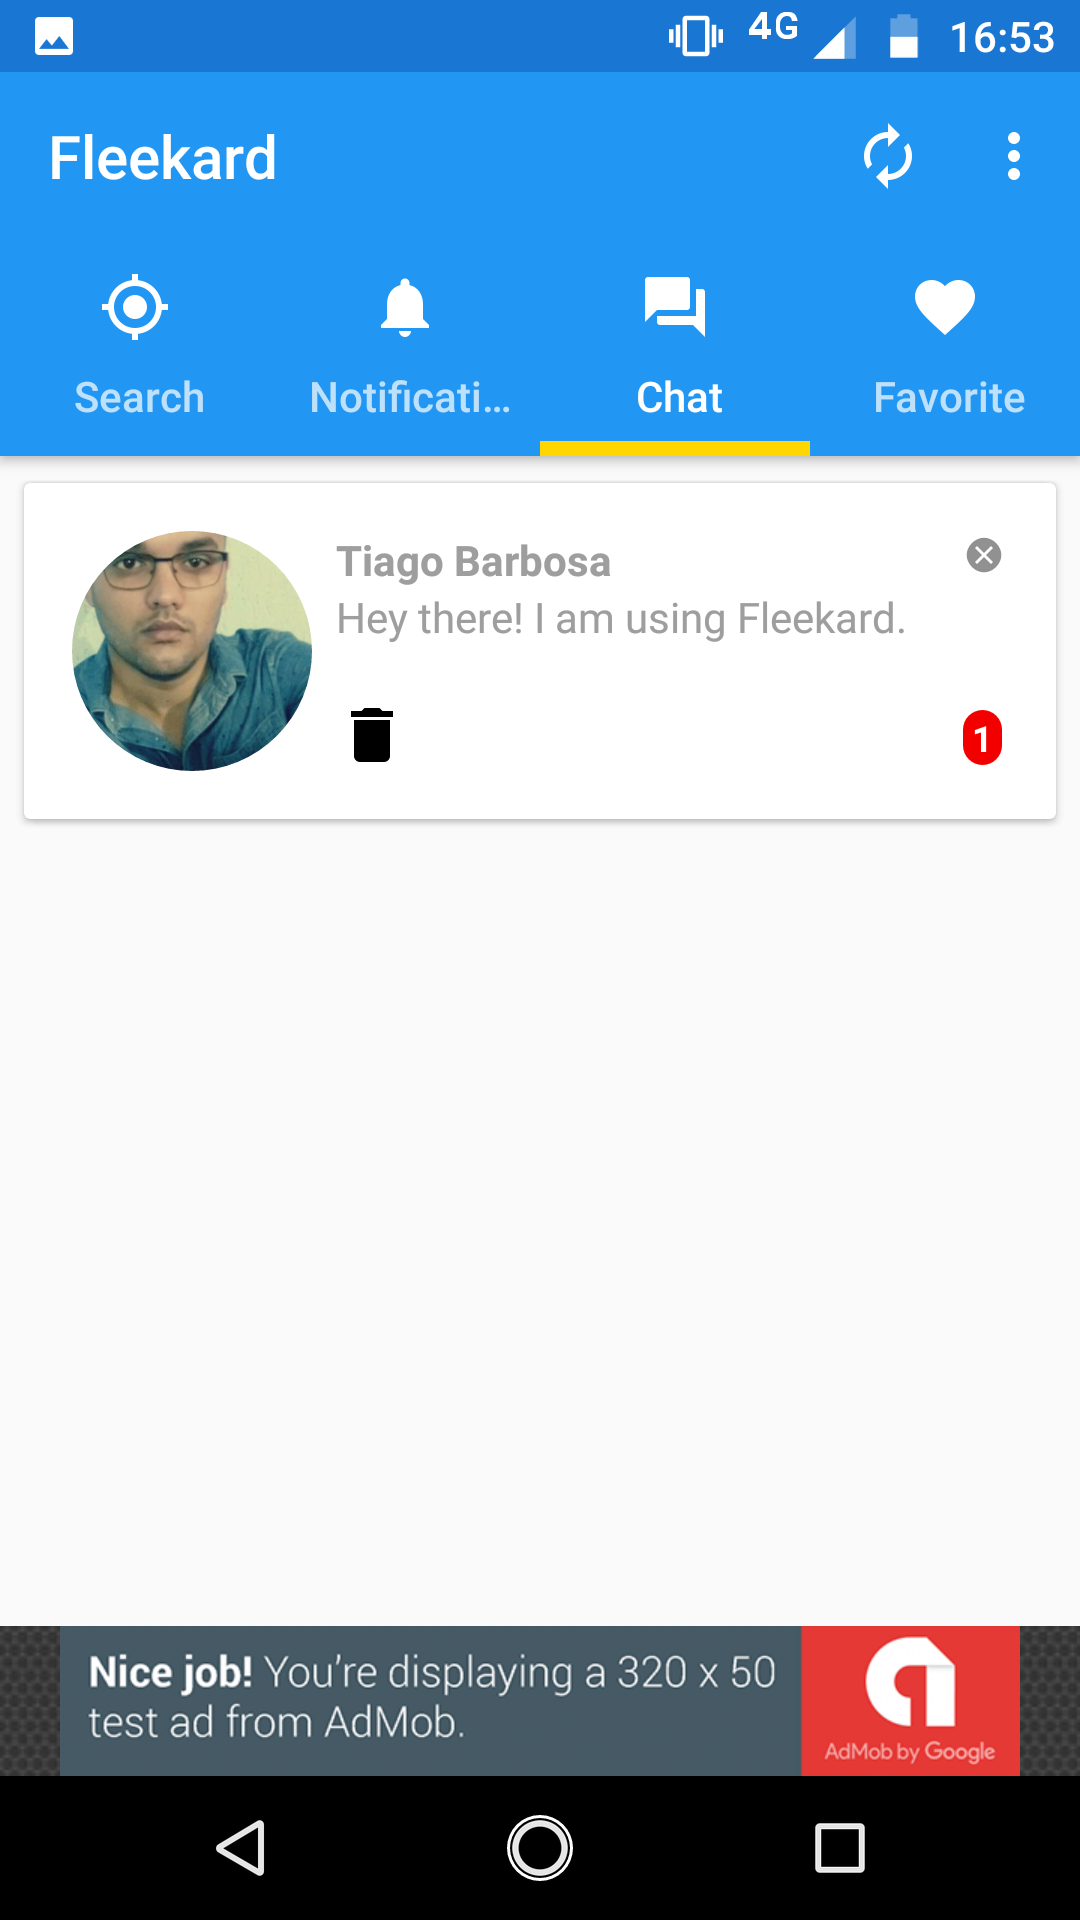 4G 16:53
Fleekard
Search Notificati... Chat Favorite
Tiago Barbosa
Hey there! I am using Fleekard.
1
Nice job! You're displaying a 320 x 50
test ad from AdMob.
AdMob by Google